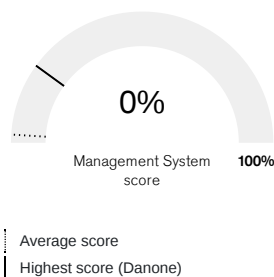 0%
Management System 100%
score
Average score
Highest score (Danone)